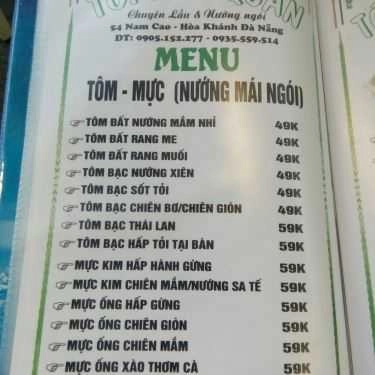 Chuyên Lẩu & Nướng ngói
54 Nam Cao - Hòa Khánh Đà Nẵng
ĐT: 0905.152.277 - 0935.559.514
MENU
TÔM - MỰC (NƯỚNG MÁI NGÓI)
TÔM ĐẤT NƯỚNG MẮM NHỈ 49K
TÔM ĐẤT RANG ME 49K
TÔM ĐẤT RANG MUỐI 49K
TÔM BẠC NƯỚNG XIÊN 49K
TÔM BẠC SỐT TỎI 49K
TÔM BẠC CHIÊN BƠ/CHIÊN GIÒN 49K
TÔM BẠC THÁI LAN 59K
TÔM BẠC HẤP TỎI TẠI BÀN 59K
MỰC KIM HẤP HÀNH GỪNG 59K
MỰC KIM CHIÊN MẮM/NƯỚNG SA TẾ 59K
MỰC ỐNG HẤP GỪNG 59K
MỰC ỐNG CHIÊN GIÒN 59K
MỰC ỐNG CHIÊN MẮM 59K
MỰC ỐNG XÀO THƠM CÀ 59K